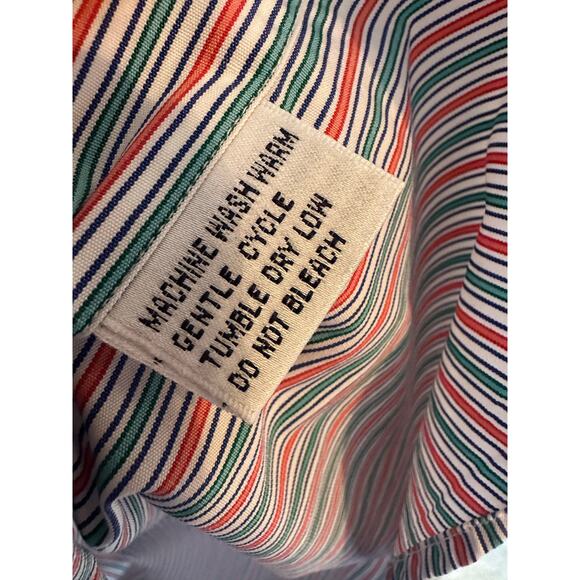 MACHINE WASH WARM
GENTLE CYCLE
TUMBLE DRY LOW
DO NOT BLEACH